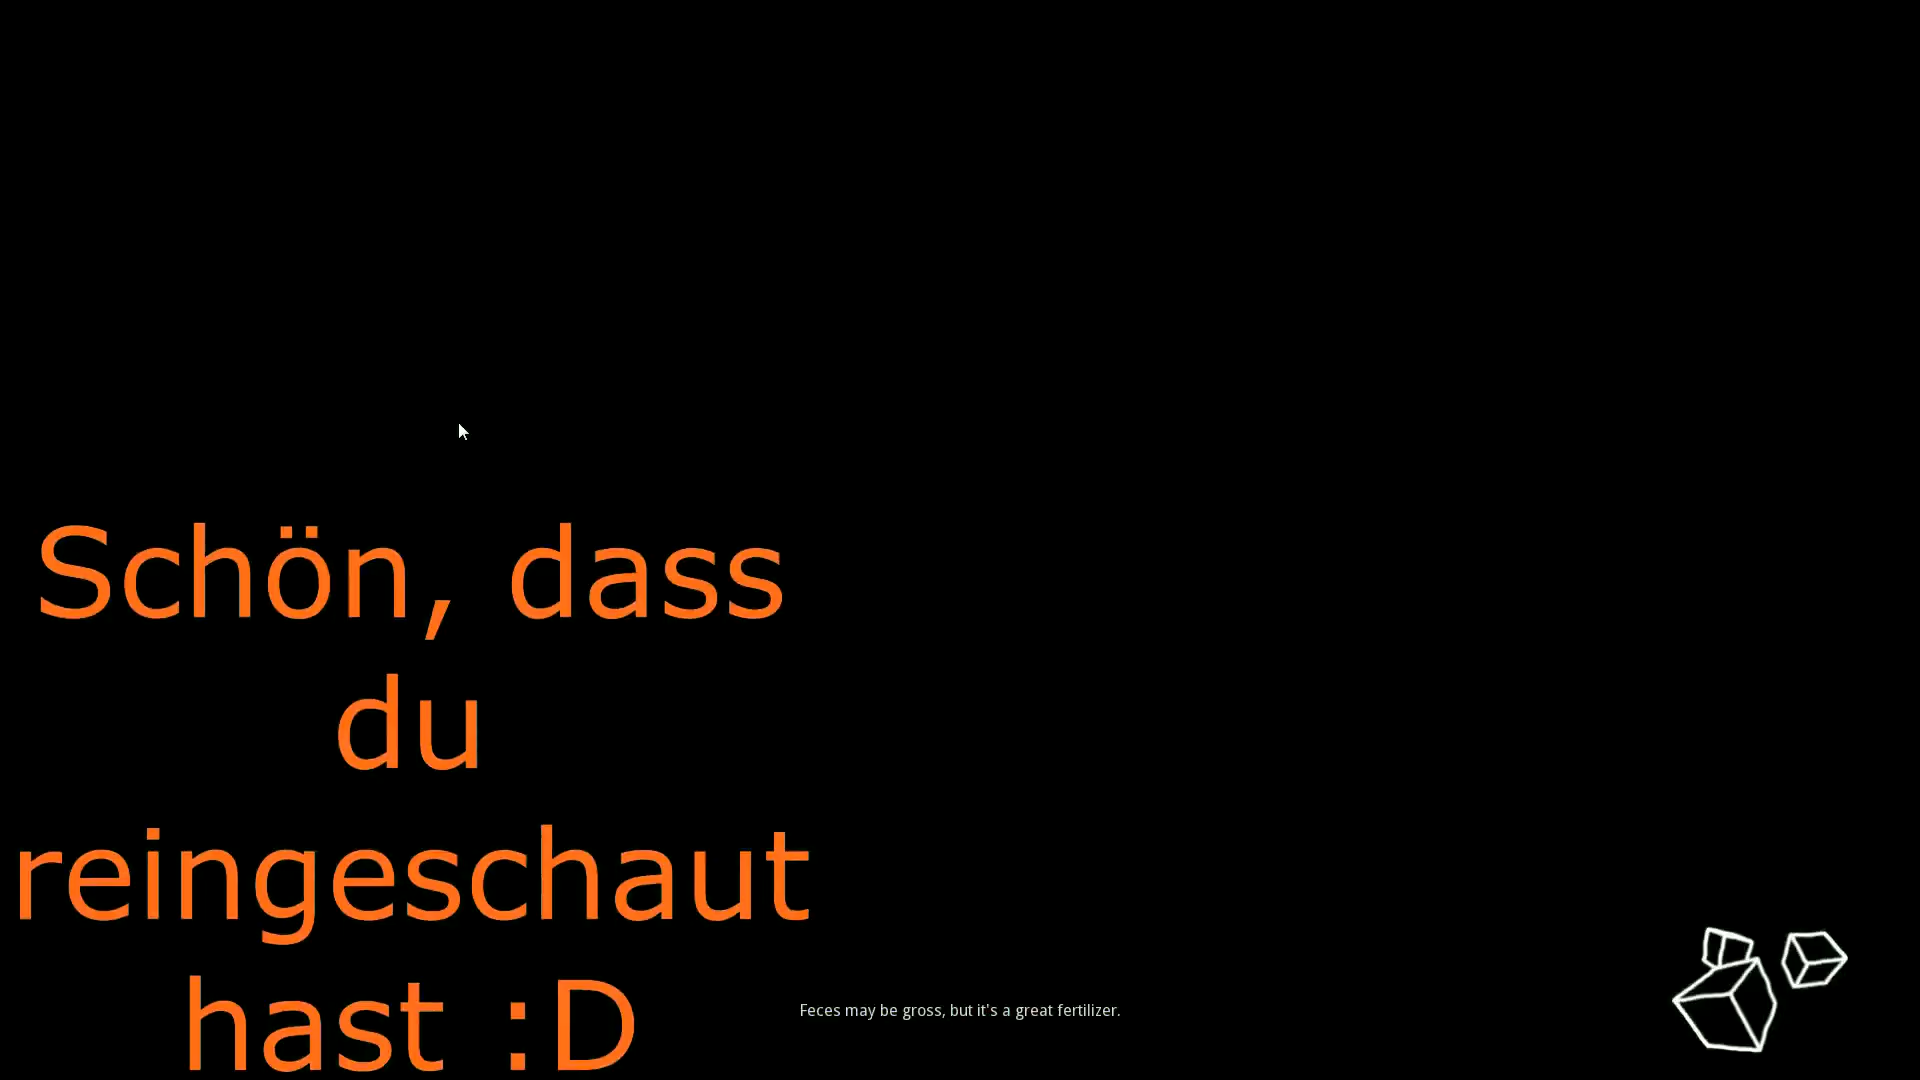 Schön, dass
du
reingeschaut
hast :D
Feces may be gross, but it's a great fertilizer.